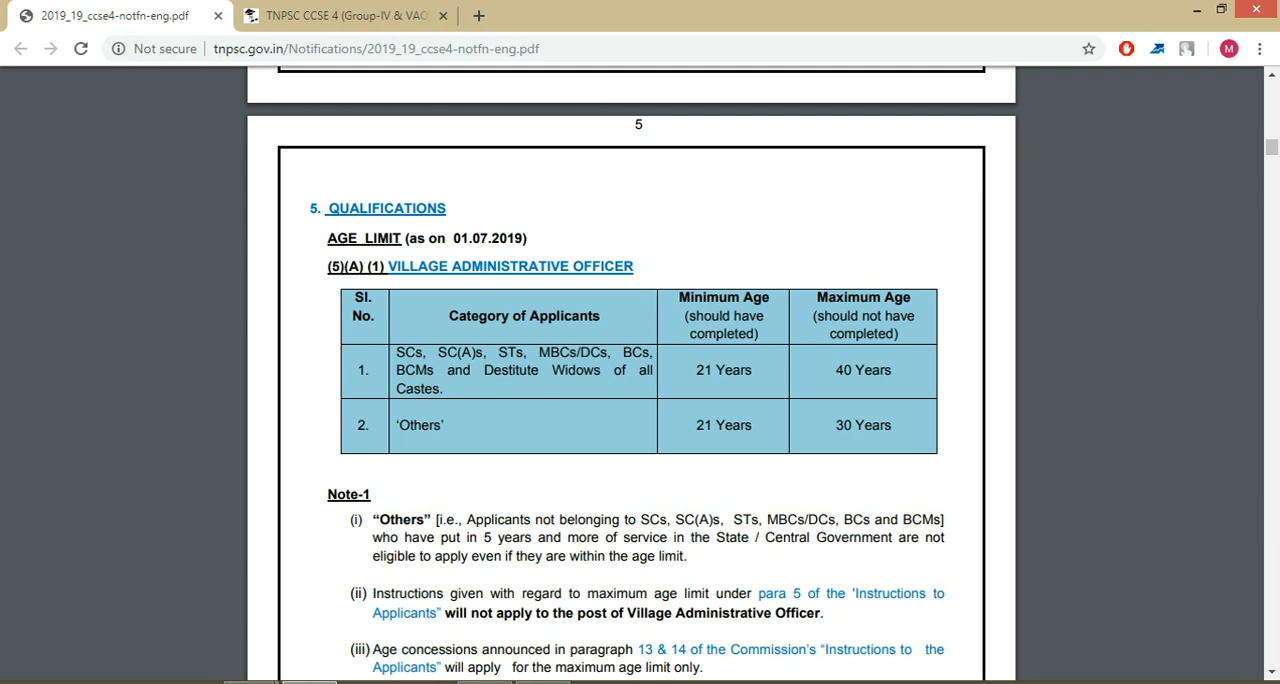 2019_19_ccse4-notfn-eng.pdf
TNPSC CCSE 4 (Group-IV & VAO
Not secure | tnpsc.gov.in/Notifications/2019_19_ccse4-notfn-eng.pdf
M
5
5. QUALIFICATIONS
AGE LIMIT (as on 01.07.2019)
(5)(A) (1) VILLAGE ADMINISTRATIVE OFFICER
Sl. No.
Category of Applicants
Minimum Age
(should have
completed)
Maximum Age
(should not have
completed)
1.
SCs, SC(A)s, STs, MBCs/DCs, BCs,
BCMs and Destitute Widows of all
Castes.
21 Years
40 Years
2.
‘Others’
21 Years
30 Years
Note-1
(i) “Others” [i.e., Applicants not belonging to SCs, SC(A)s, STs, MBCs/DCs, BCs and BCMs]
who have put in 5 years and more of service in the State / Central Government are not
eligible to apply even if they are within the age limit.
(ii) Instructions given with regard to maximum age limit under para 5 of the 'Instructions to
Applicants” will not apply to the post of Village Administrative Officer.
(iii) Age concessions announced in paragraph 13 & 14 of the Commission’s “Instructions to the
Applicants” will apply for the maximum age limit only.